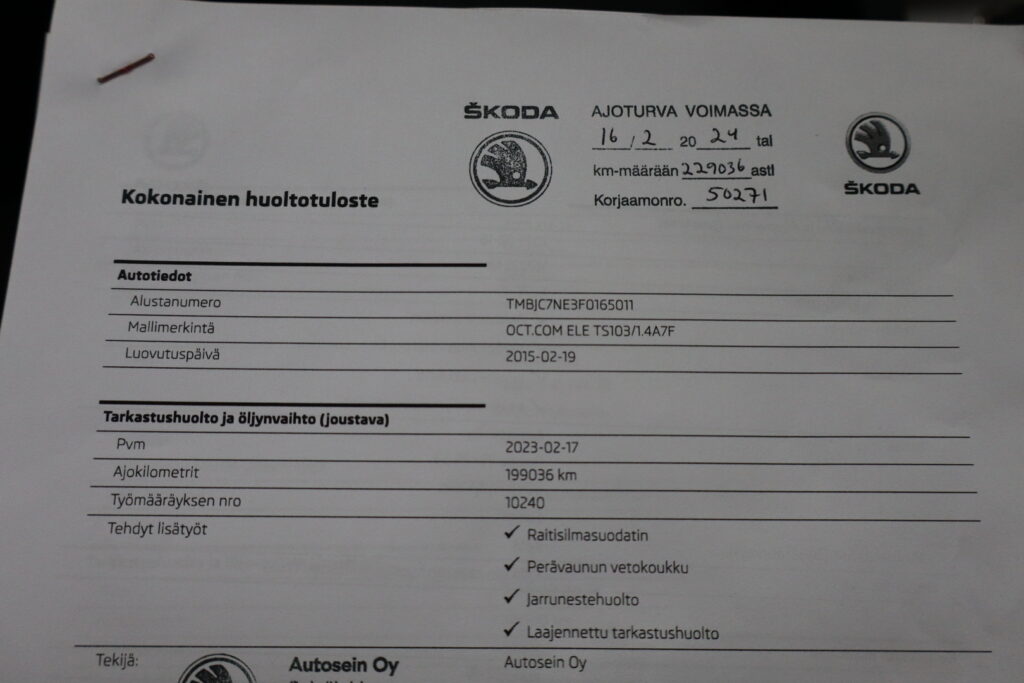 ŠKODA
AJOTURVA VOIMASSA
16 / 2 20 24 tai
km-määrään 229036 asti
Korjaamonro. 50271
ŠKODA
Kokonainen huoltotuloste
Autotiedot
Alustanumero TMBJC7NE3F0165011
Mallimerkintä OCT.COM ELE TS103/1.4A7F
Luovutuspäivä 2015-02-19
Tarkastushuolto ja öljynvaihto (joustava)
Pvm 2023-02-17
Ajokilometrit 199036 km
Työmääräyksen nro 10240
Tehdyt lisätyöt ✓ Raitisilmasuodatin
✓ Perävaunun vetokoukku
✓ Jarrunestehuolto
✓ Laajennettu tarkastushuolto
Tekijä: Autosein Oy Autosein Oy